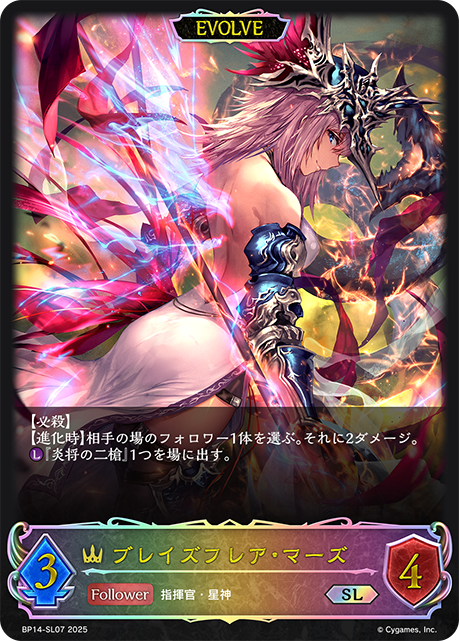 EVOLVE
【必殺】
【進化時】相手の場のフォロワー1体を選ぶ。それに2ダメージ。
L『炎将の二槍』1つを場に出す。
3
ブレイズフレア・マーズ
4
Follower
指揮官・星神
SL
BP14-SL07 2025
© Cygames, Inc.